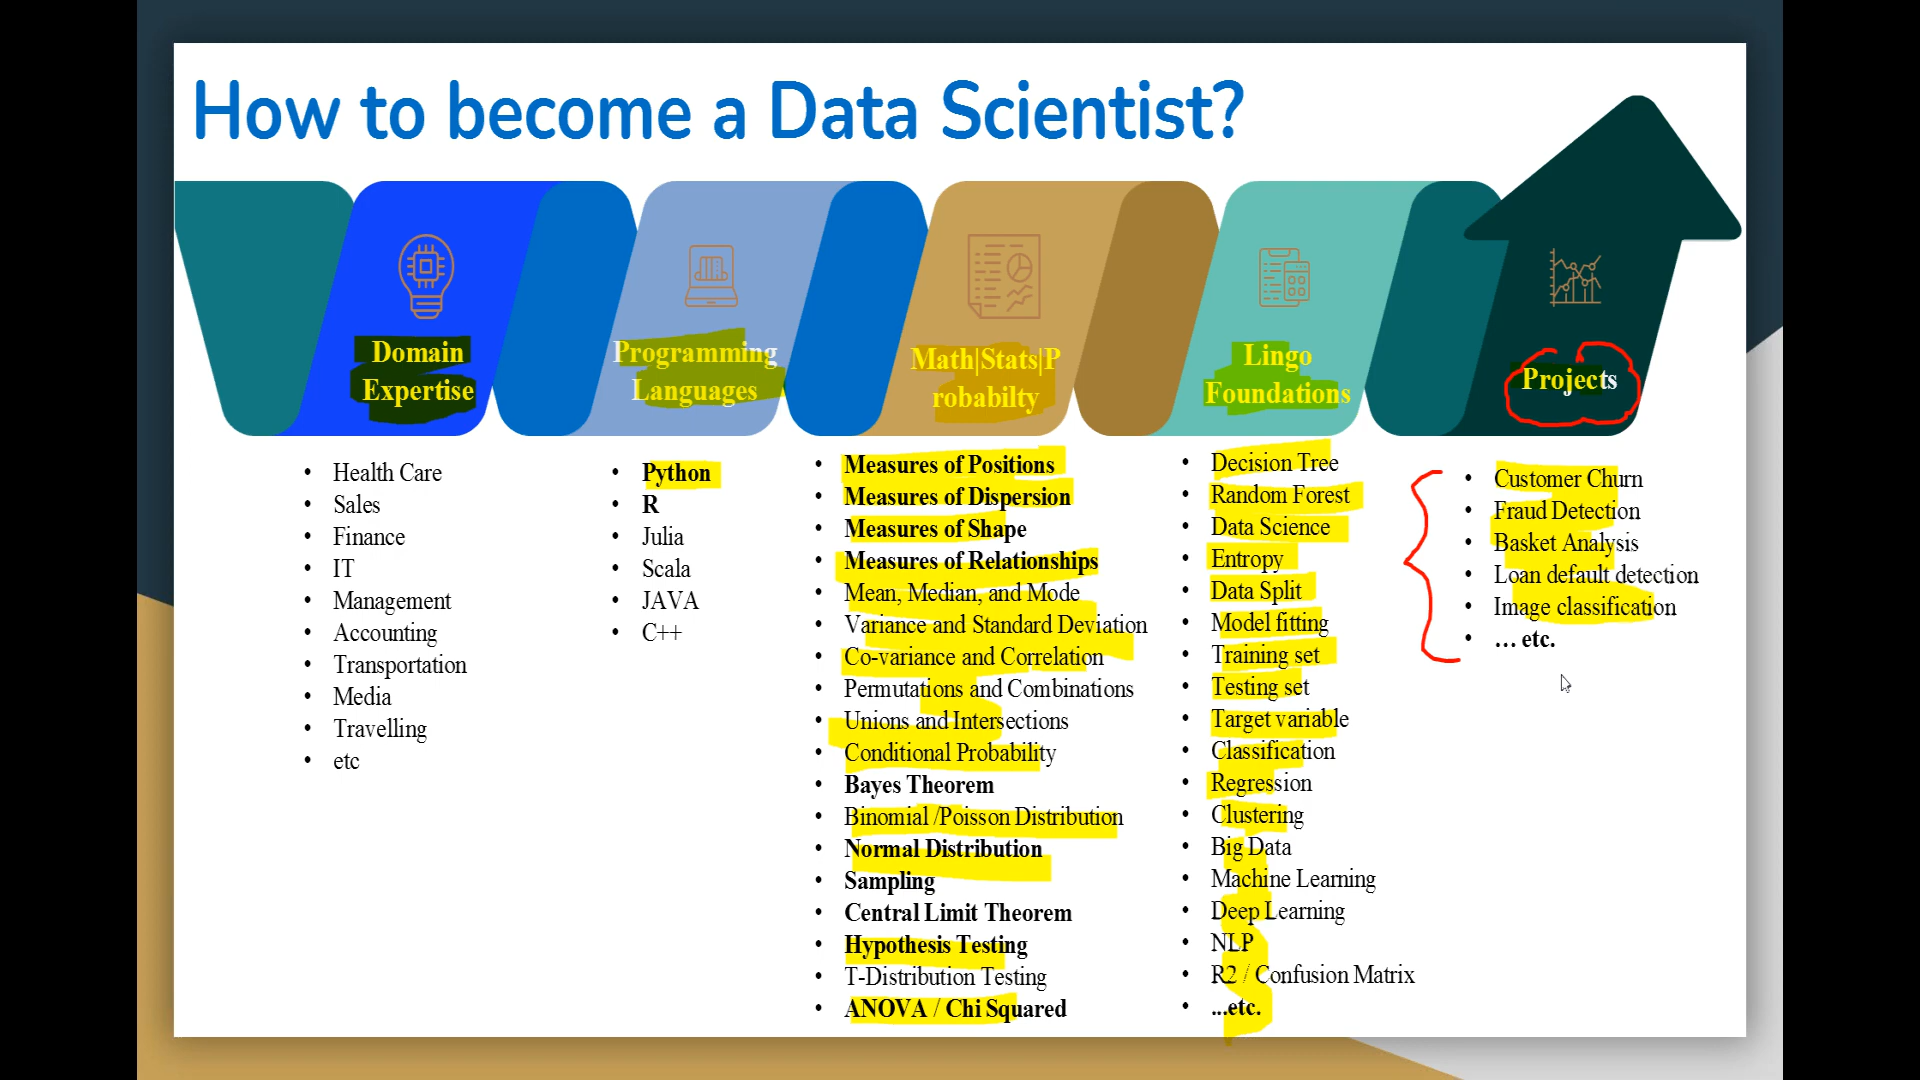 How to become a Data Scientist?
Domain
Expertise
Programming
Languages
Math|Stats|P
robabilty
Lingo
Foundations
Projects
• Health Care
• Sales
• Finance
• IT
• Management
• Accounting
• Transportation
• Media
• Travelling
• etc
• Python
• R
• Julia
• Scala
• JAVA
• C++
• Measures of Positions
• Measures of Dispersion
• Measures of Shape
• Measures of Relationships
• Mean, Median, and Mode
• Variance and Standard Deviation
• Co-variance and Correlation
• Permutations and Combinations
• Unions and Intersections
• Conditional Probability
• Bayes Theorem
• Binomial /Poisson Distribution
• Normal Distribution
• Sampling
• Central Limit Theorem
• Hypothesis Testing
• T-Distribution Testing
• ANOVA / Chi Squared
• Decision Tree
• Random Forest
• Data Science
• Entropy
• Data Split
• Model fitting
• Training set
• Testing set
• Target variable
• Classification
• Regression
• Clustering
• Big Data
• Machine Learning
• Deep Learning
• NLP
• R2 / Confusion Matrix
• ...etc.
• Customer Churn
• Fraud Detection
• Basket Analysis
• Loan default detection
• Image classification
• … etc.